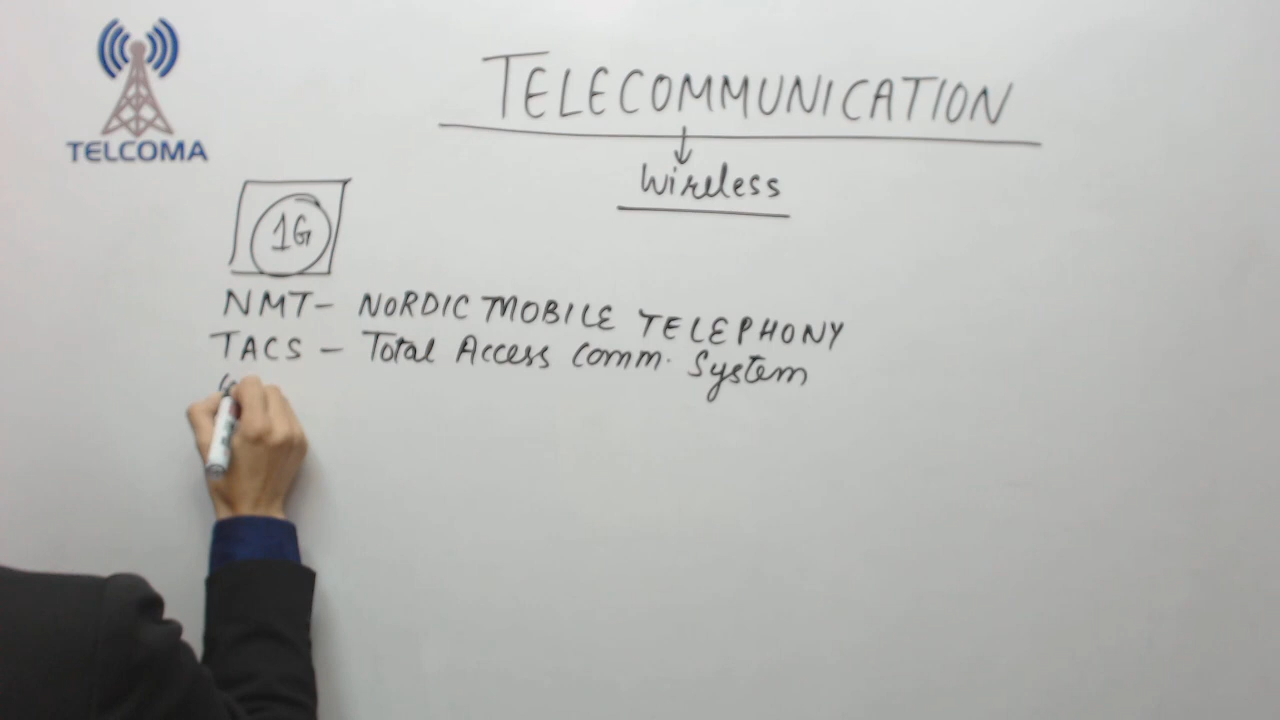 TELCOMA
TELECOMMUNICATION
Wireless
1G
NMT - NORDIC MOBILE TELEPHONY
TACS - Total Access Comm. System